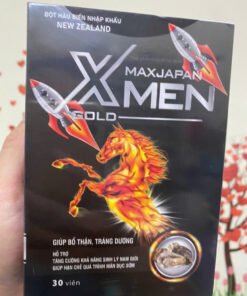 BỘT HÀU BIỂN NHẬP KHẨU
NEW ZEALAND
MAXJAPAN
XMEN
GOLD
GIÚP BỔ THẬN, TRÁNG DƯƠNG
HỖ TRỢ
TĂNG CƯỜNG KHẢ NĂNG SINH LÝ NAM GIỚI
GIÚP HẠN CHẾ QUÁ TRÌNH MÃN DỤC SỚM
30 viên